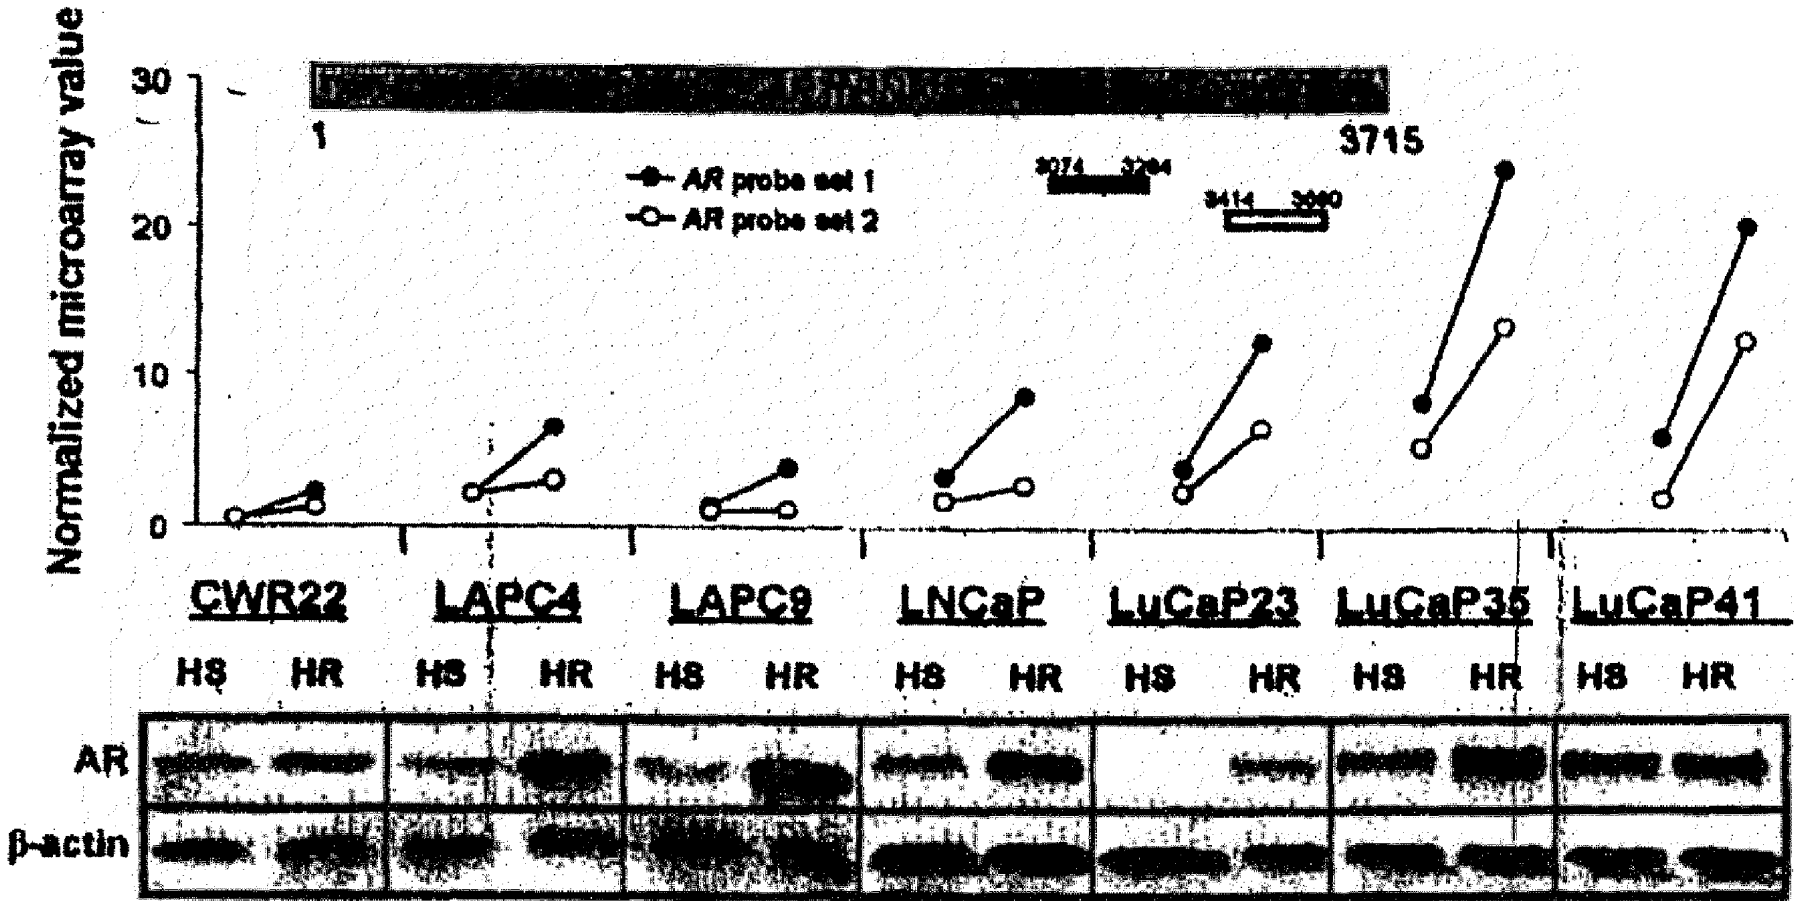 Normalized microarray value
30
20
10
0
1
3715
AR probe set 1
AR probe set 2
3074
3414
CWR22 LAPC4 LAPC9 LNCaP LuCaP23 LuCaP35 LuCaP41
HS HR HS HR HS HR HS HR HS HR HS HR HS HR
AR
β-actin